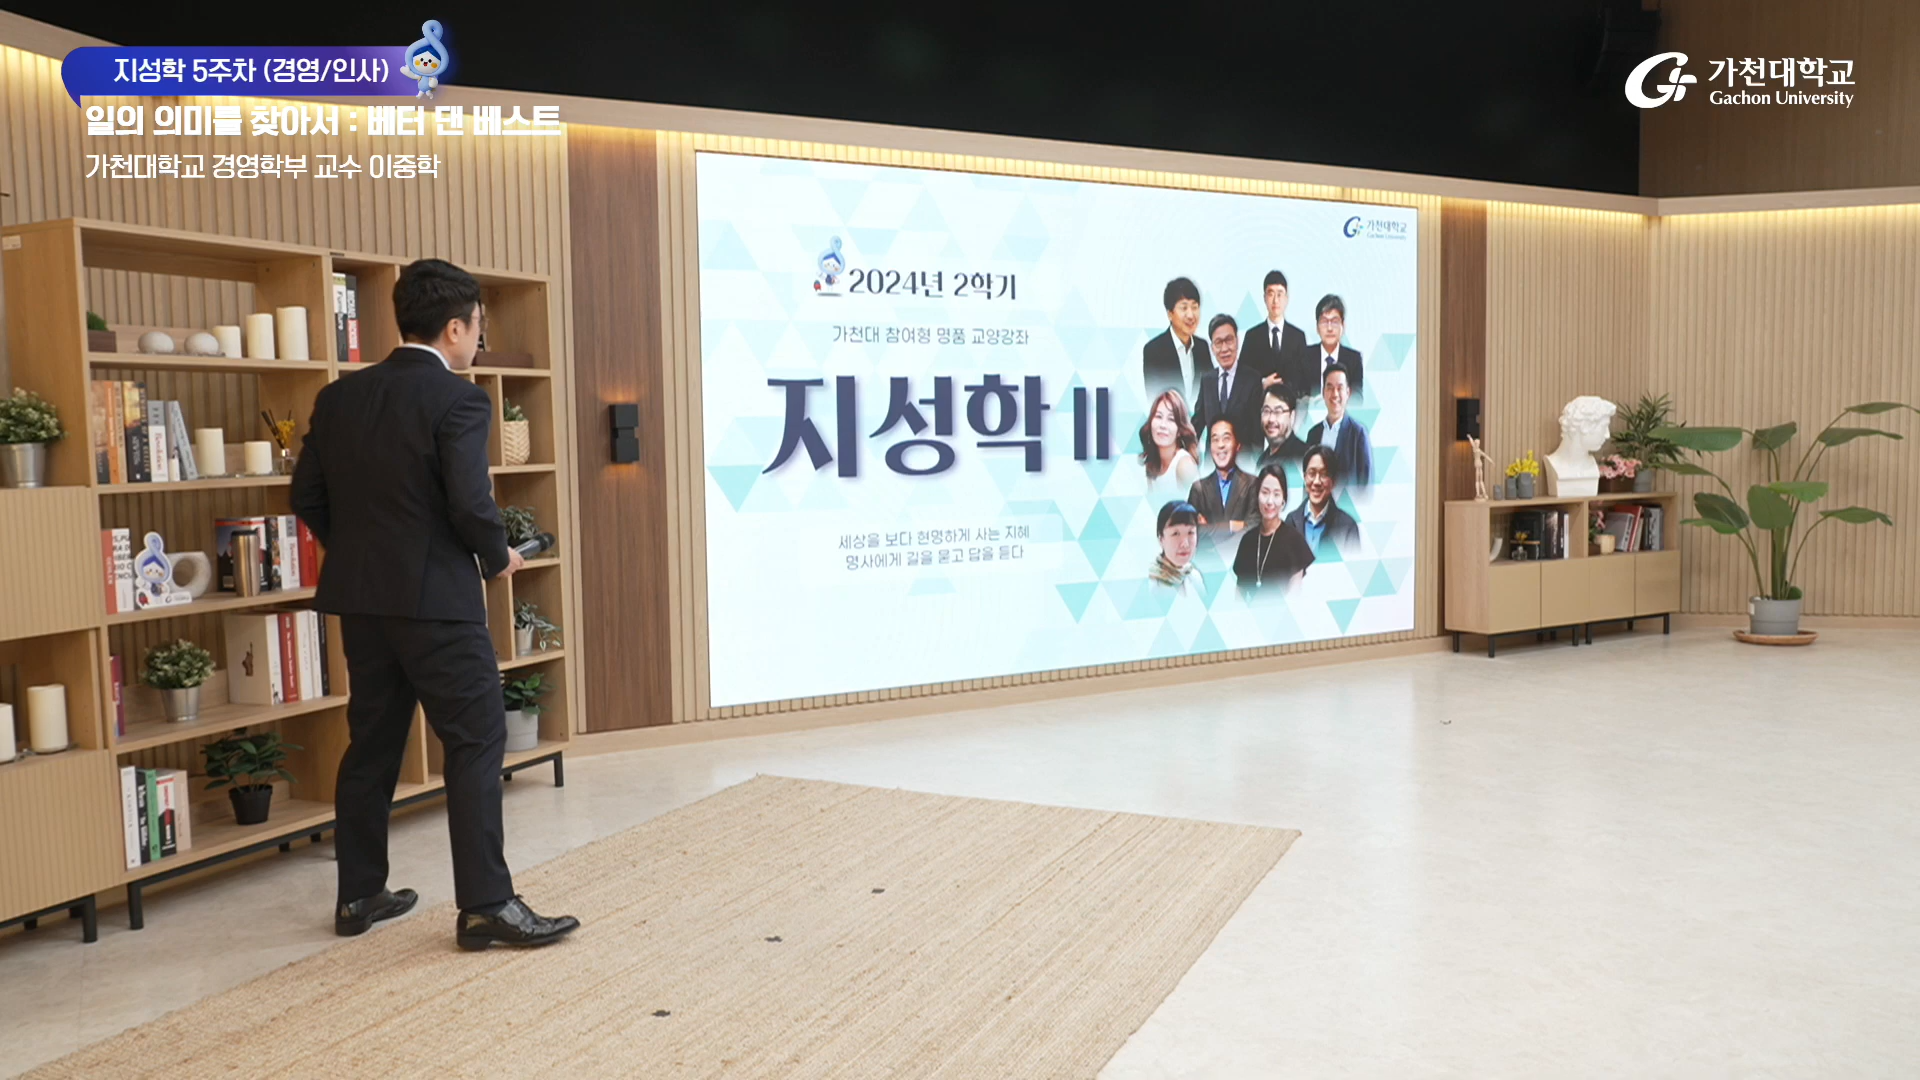 지성학 5주차 (경영/인사)
일의 의미를 찾아서 : 베터 댄 베스트
가천대학교 경영학부 교수 이중학
가천대학교
Gachon University
가천대학교
Gachon University
2024년 2학기
가천대 참여형 명품 교양강좌
지성학 II
세상을 보다 현명하게 사는 지혜
명사에게 길을 묻고 답을 듣다